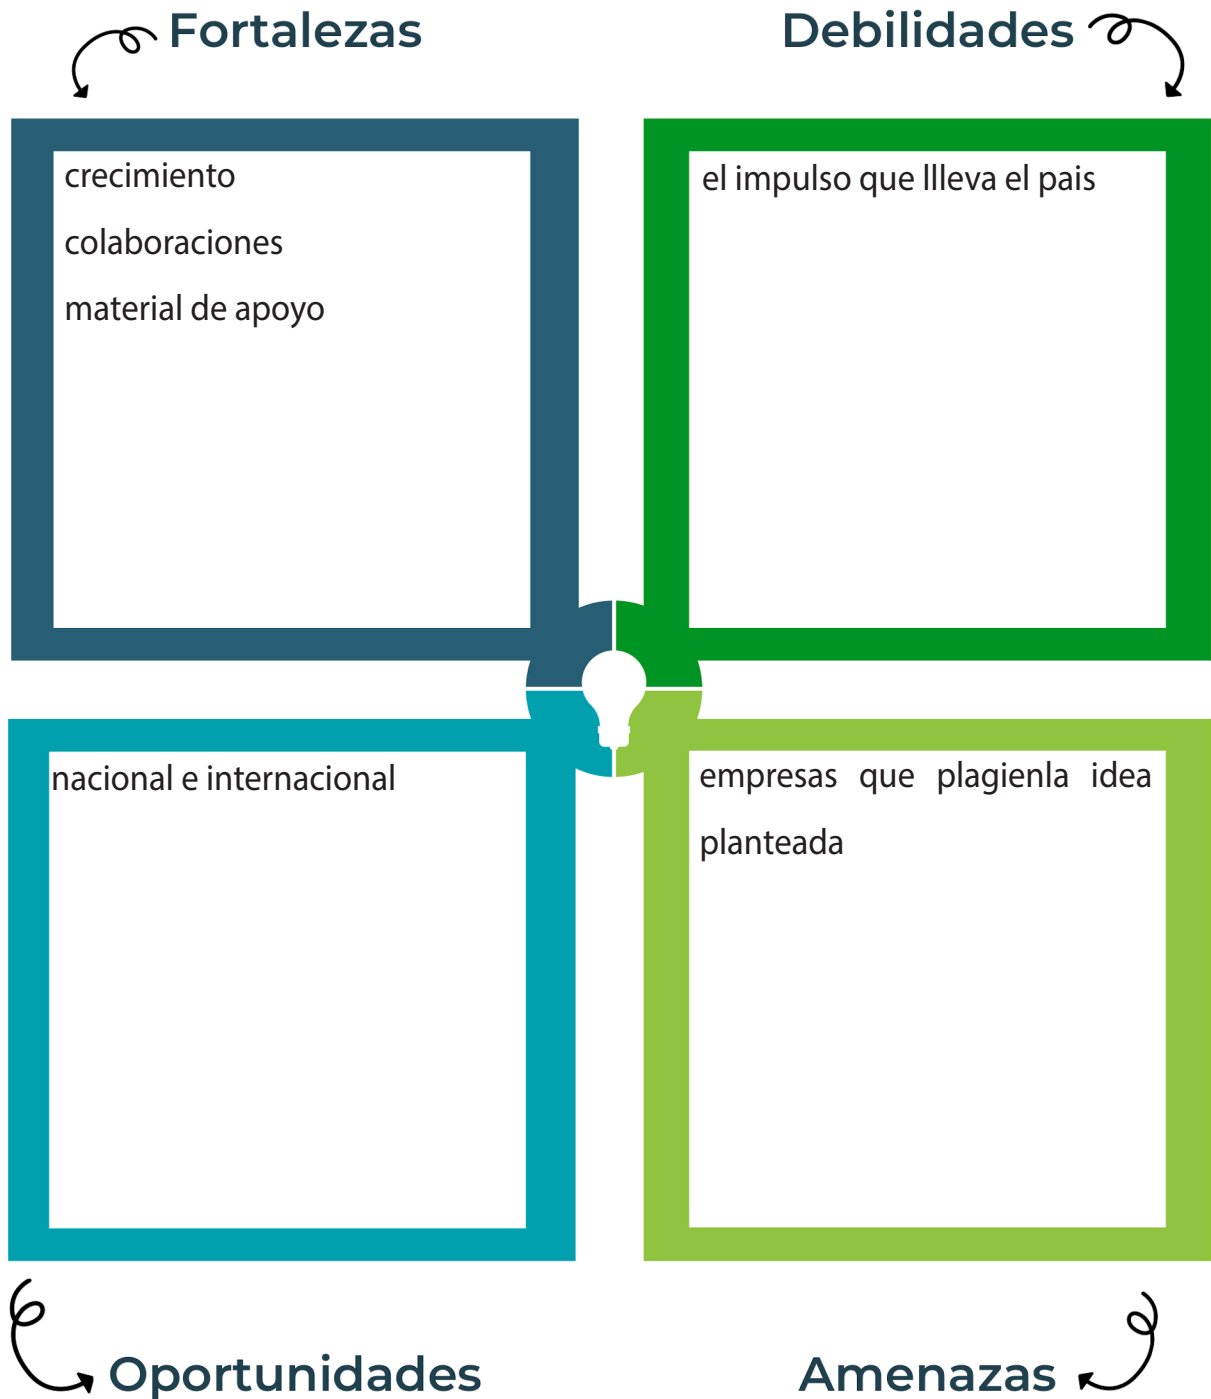 Fortalezas
crecimiento
colaboraciones
material de apoyo
Debilidades
el impulso que llleva el pais
nacional e internacional
Oportunidades
empresas que plagienla idea
planteada
Amenazas